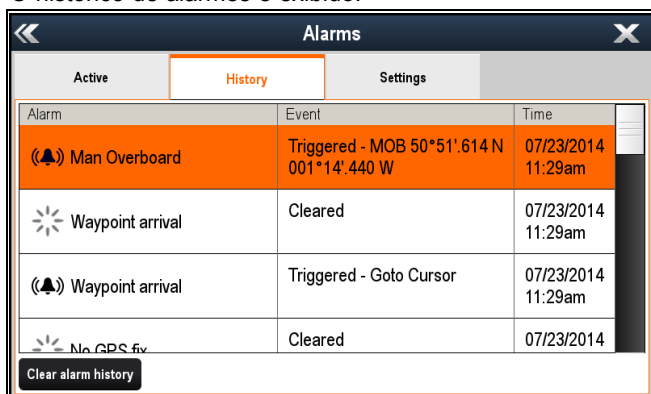 O histórico de alarmes é exibido.
Alarms
Active History Settings
Alarm Event Time
Man Overboard Triggered - MOB 50°51'.614 N 07/23/2014
001°14'.440 W 11:29am
Waypoint arrival Cleared 07/23/2014
11:29am
Waypoint arrival Triggered - Goto Cursor 07/23/2014
11:29am
No GPS fix Cleared 07/23/2014
Clear alarm history